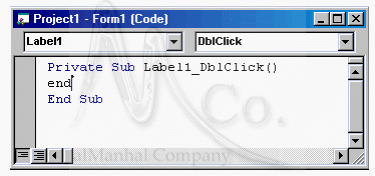 Project1 - Form1 (Code)
Label1 DblClick
Private Sub Label1_DblClick()
end
End Sub
Co.
alManhal Company